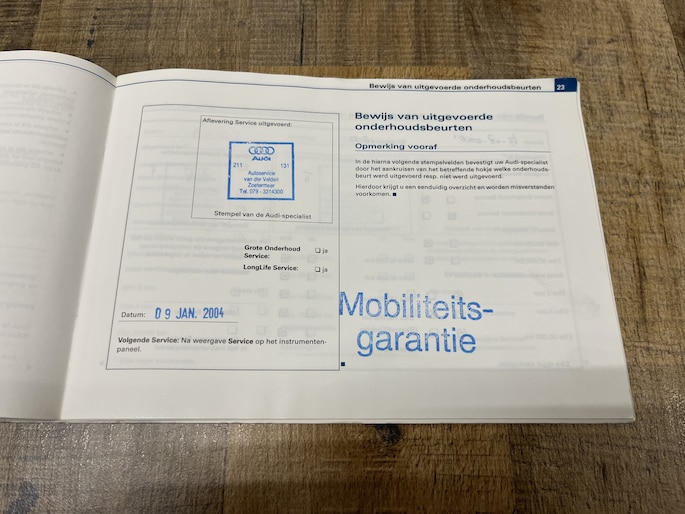 Bewijs van uitgevoerde onderhoudsbeurten 23
Aflevering Service uitgevoerd:
Audi
211 131
Autoservice
van der Velden
Zoetermeer
Tel. 079 - 3314300
Stempel van de Audi-specialist
Grote Onderhoud
Service: ja
LongLife Service: ja
Datum: 09 JAN. 2004
Volgende Service: Na weergave Service op het instrumenten-
paneel.
Bewijs van uitgevoerde
onderhoudsbeurten
Opmerking vooraf
In de hierna volgende stempelvelden bevestigt uw Audi-specialist
door het aankruisen van het betreffende hokje welke onderhouds-
beurt werd uitgevoerd resp. niet werd uitgevoerd.
Hierdoor krijgt u een eenduidig overzicht en worden misverstanden
voorkomen.
Mobiliteits-
garantie